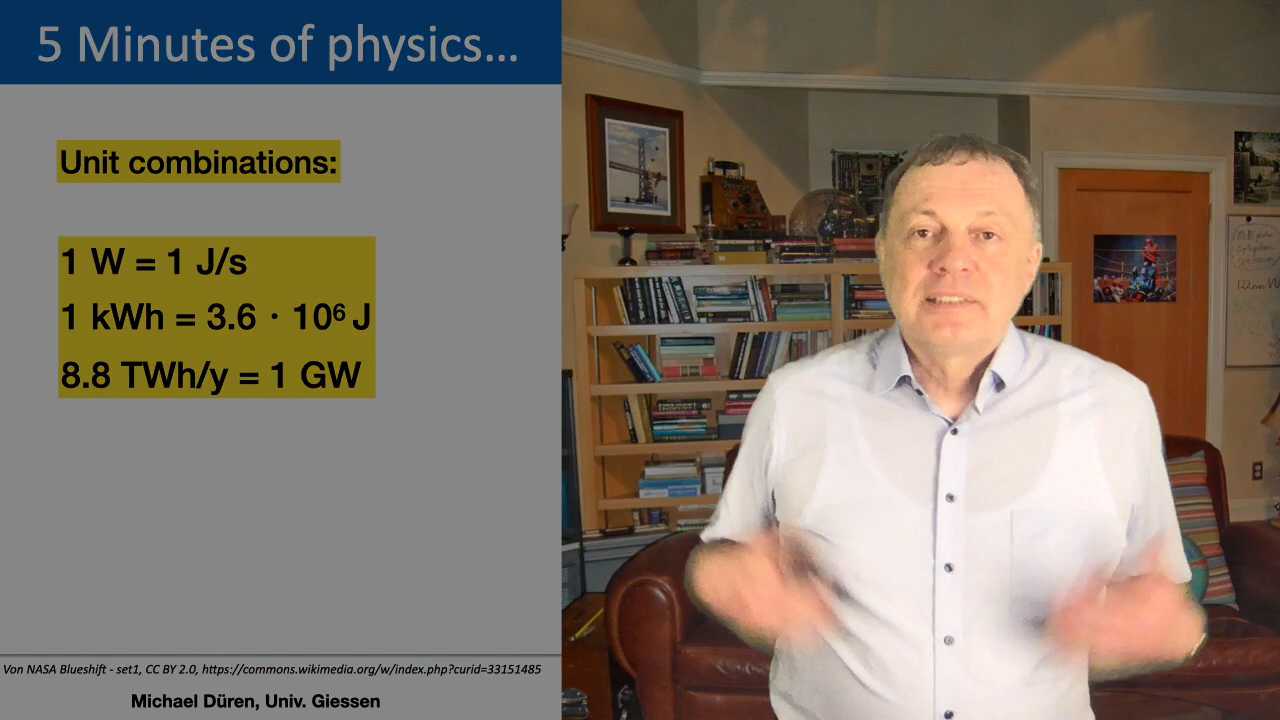 5 Minutes of physics...
Unit combinations:
1 W = 1 J/s
1 kWh = 3.6 · 10⁶ J
8.8 TWh/y = 1 GW
Von NASA Blueshift - set1, CC BY 2.0, https://commons.wikimedia.org/w/index.php?curid=33151485
Michael Düren, Univ. Giessen